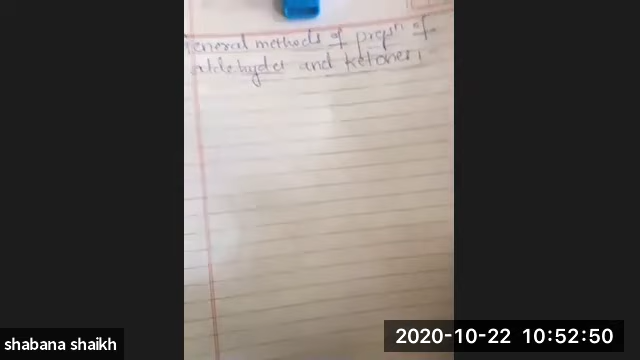 General methods of prepn of
aldehydes and ketones,
shabana shaikh
2020-10-22 10:52:50